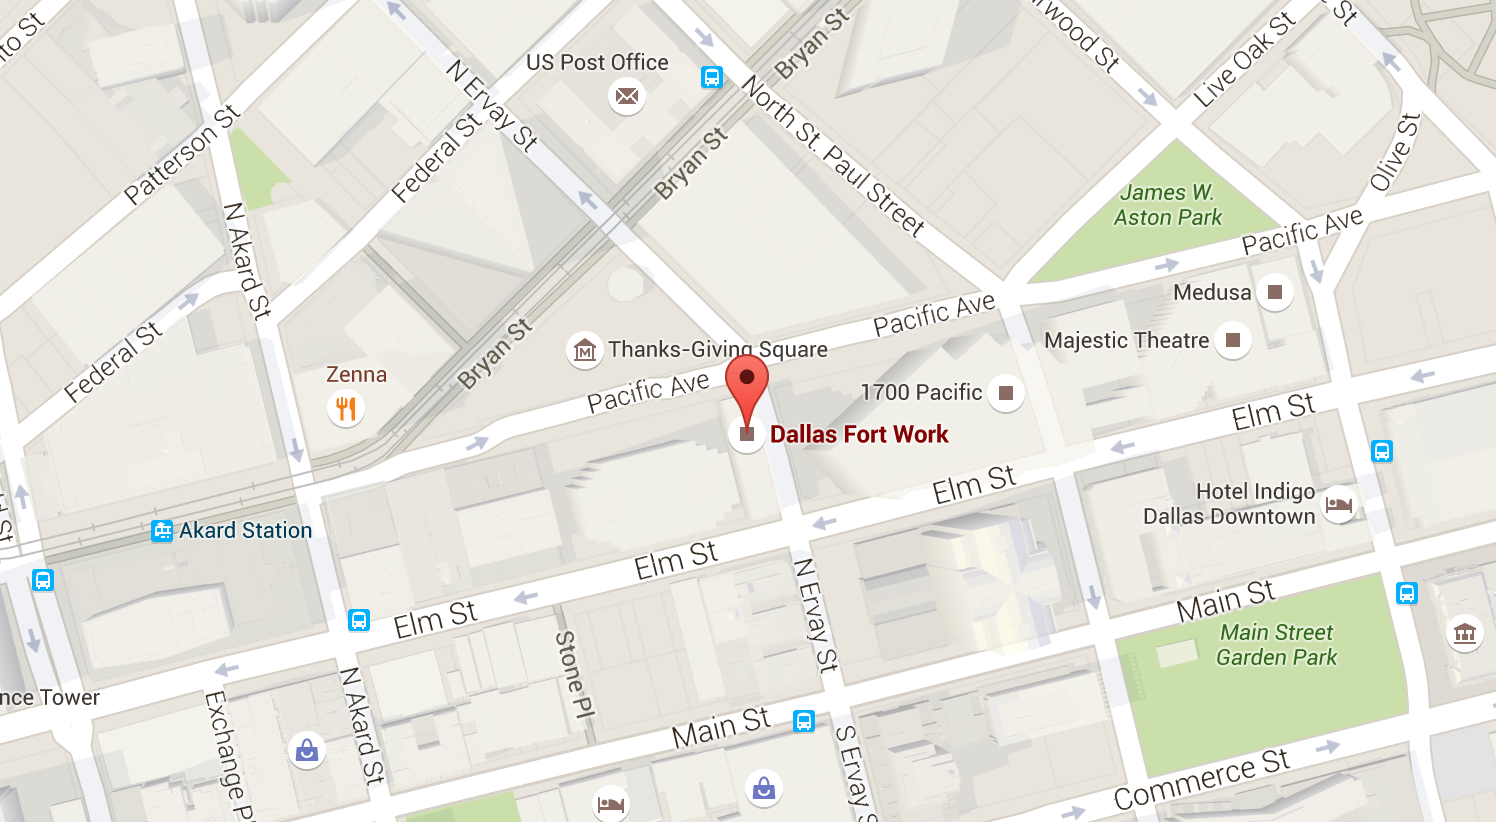 US Post Office
Bryan St
Live Oak St
N Ervay St
Patterson St
Federal St
Bryan St
North St. Paul Street
Olive St
James W.
Aston Park
Pacific Ave
N Akard St
Medusa
Pacific Ave
Federal St
Bryan St
Thanks-Giving Square
Majestic Theatre
Zenna
Pacific Ave
1700 Pacific
Elm St
Dallas Fort Work
Elm St
Hotel Indigo
Dallas Downtown
Akard Station
Elm St
Elm St
N Ervay St
Main St
Main Street
Garden Park
Stone Pl
nce Tower
Exchange P
N Akard St
Main St
S Ervay S
Commerce St